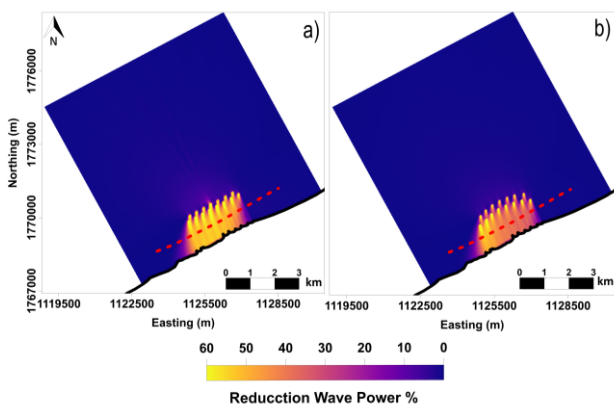 N
a)
b)
Northing (m)
1776000
1773000
1770000
1767000
0 1 2 3
km
0 1 2 3
km
1119500 1122500 1125500 1128500
1119500 1122500 1125500 1128500
Easting (m)
Easting (m)
60 50 40 30 20 10 0
Reducction Wave Power %